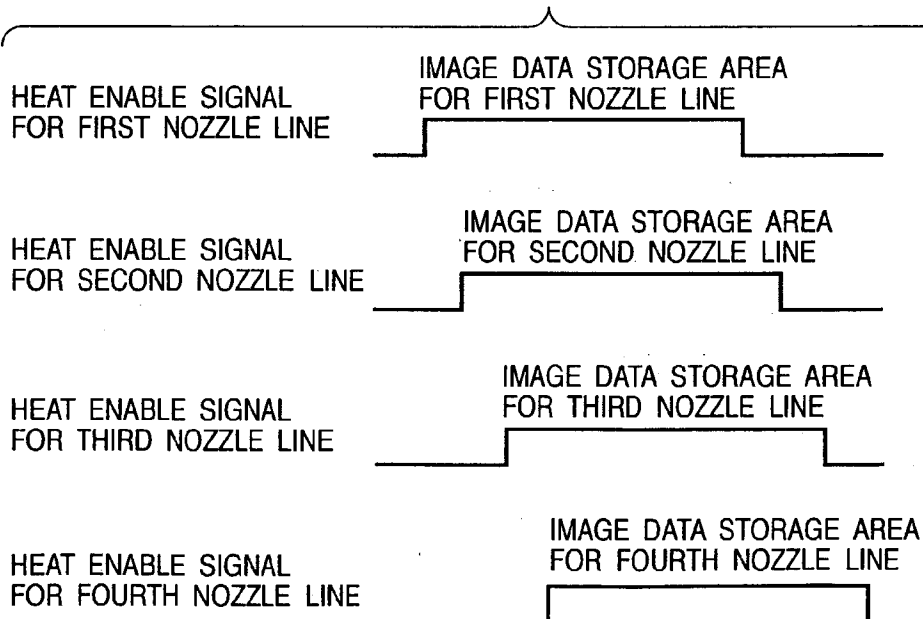 IMAGE DATA STORAGE AREA
FOR FIRST NOZZLE LINE
HEAT ENABLE SIGNAL
FOR FIRST NOZZLE LINE
IMAGE DATA STORAGE AREA
FOR SECOND NOZZLE LINE
HEAT ENABLE SIGNAL
FOR SECOND NOZZLE LINE
IMAGE DATA STORAGE AREA
FOR THIRD NOZZLE LINE
HEAT ENABLE SIGNAL
FOR THIRD NOZZLE LINE
IMAGE DATA STORAGE AREA
FOR FOURTH NOZZLE LINE
HEAT ENABLE SIGNAL
FOR FOURTH NOZZLE LINE